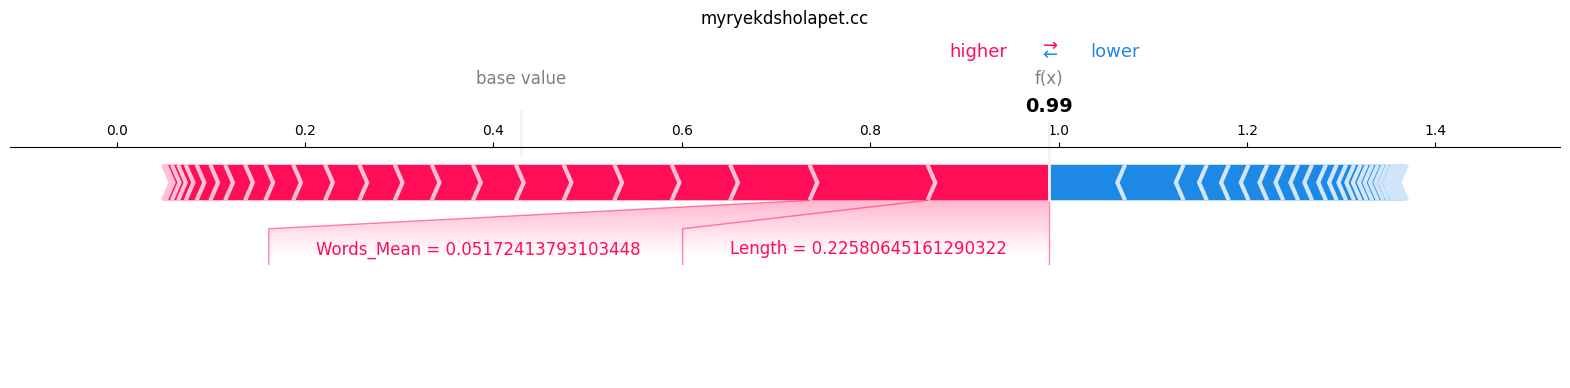 myryekdsholapet.cc
higher ⇄ lower
base value f(x)
0.99
0.0 0.2 0.4 0.6 0.8 1.0 1.2 1.4
Words_Mean = 0.05172413793103448 Length = 0.22580645161290322